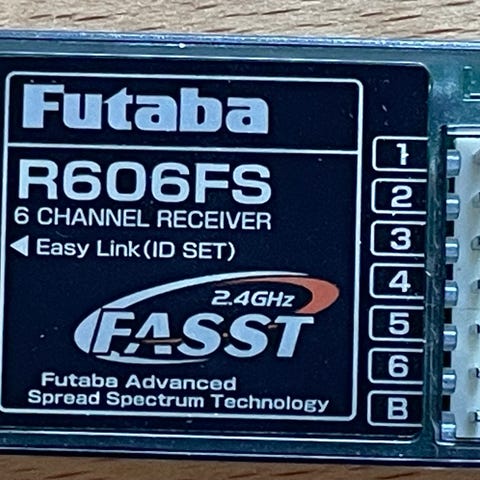 Futaba
R606FS
6 CHANNEL RECEIVER
◀ Easy Link(ID SET)
2.4GHz
FASST
Futaba Advanced
Spread Spectrum Technology
1
2
3
4
5
6
B